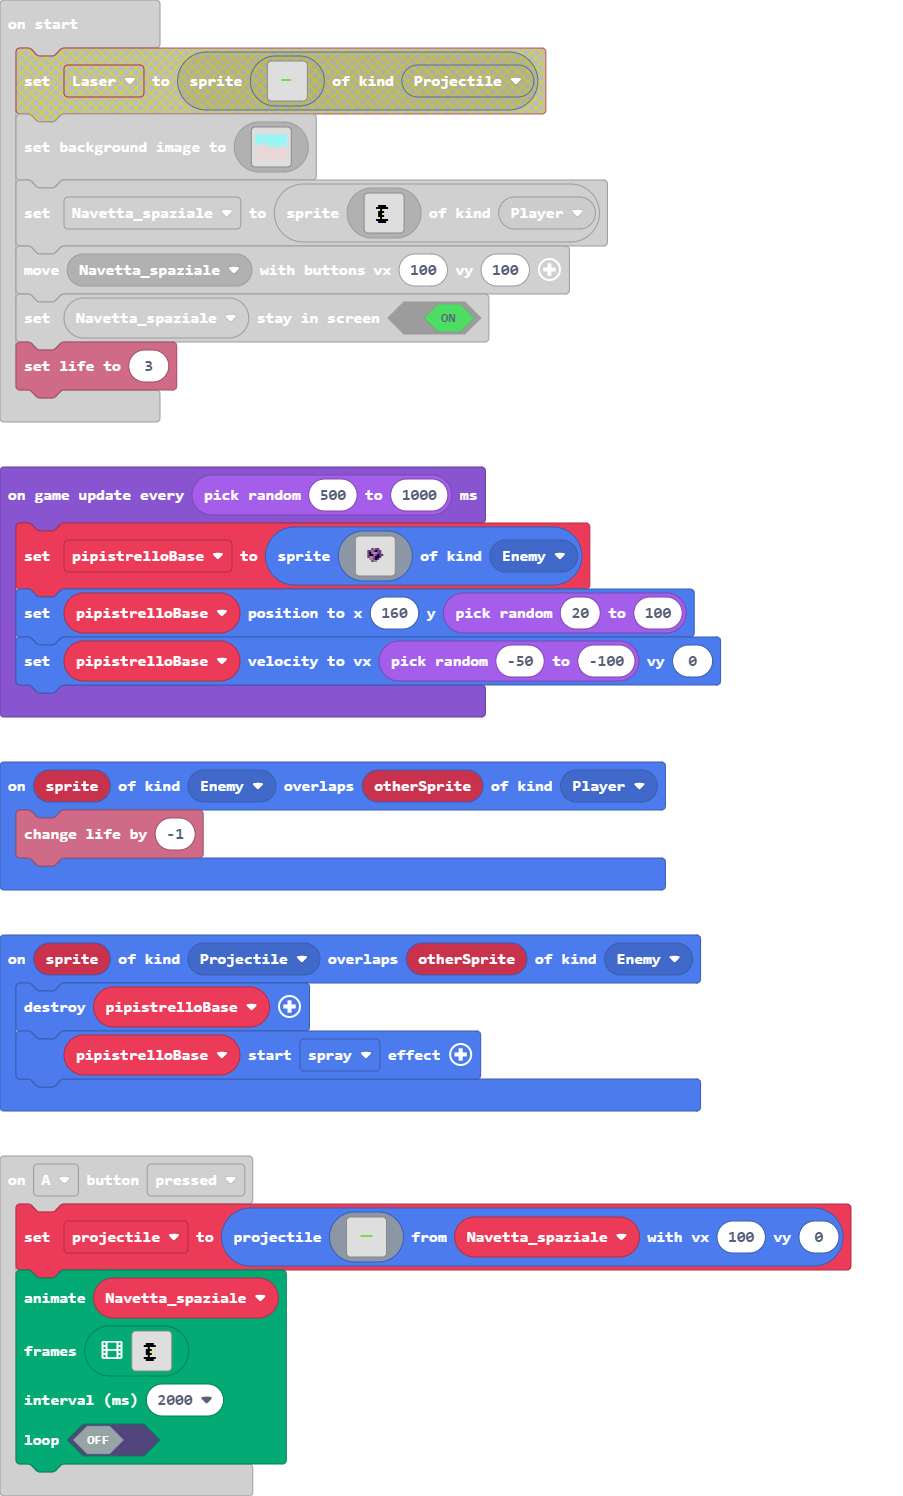 on start
set Laser to sprite of kind Projectile
set background image to
set Navetta_spaziale to sprite of kind Player
move Navetta_spaziale with buttons vx 100 vy 100
set Navetta_spaziale stay in screen ON
set life to 3
on game update every pick random 500 to 1000 ms
set pipistrelloBase to sprite of kind Enemy
set pipistrelloBase position to x 160 y pick random 20 to 100
set pipistrelloBase velocity to vx pick random -50 to -100 vy 0
on sprite of kind Enemy overlaps otherSprite of kind Player
change life by -1
on sprite of kind Projectile overlaps otherSprite of kind Enemy
destroy pipistrelloBase
pipistrelloBase start spray effect
on A button pressed
set projectile to projectile from Navetta_spaziale with vx 100 vy 0
animate Navetta_spaziale
frames
interval (ms) 2000
loop OFF